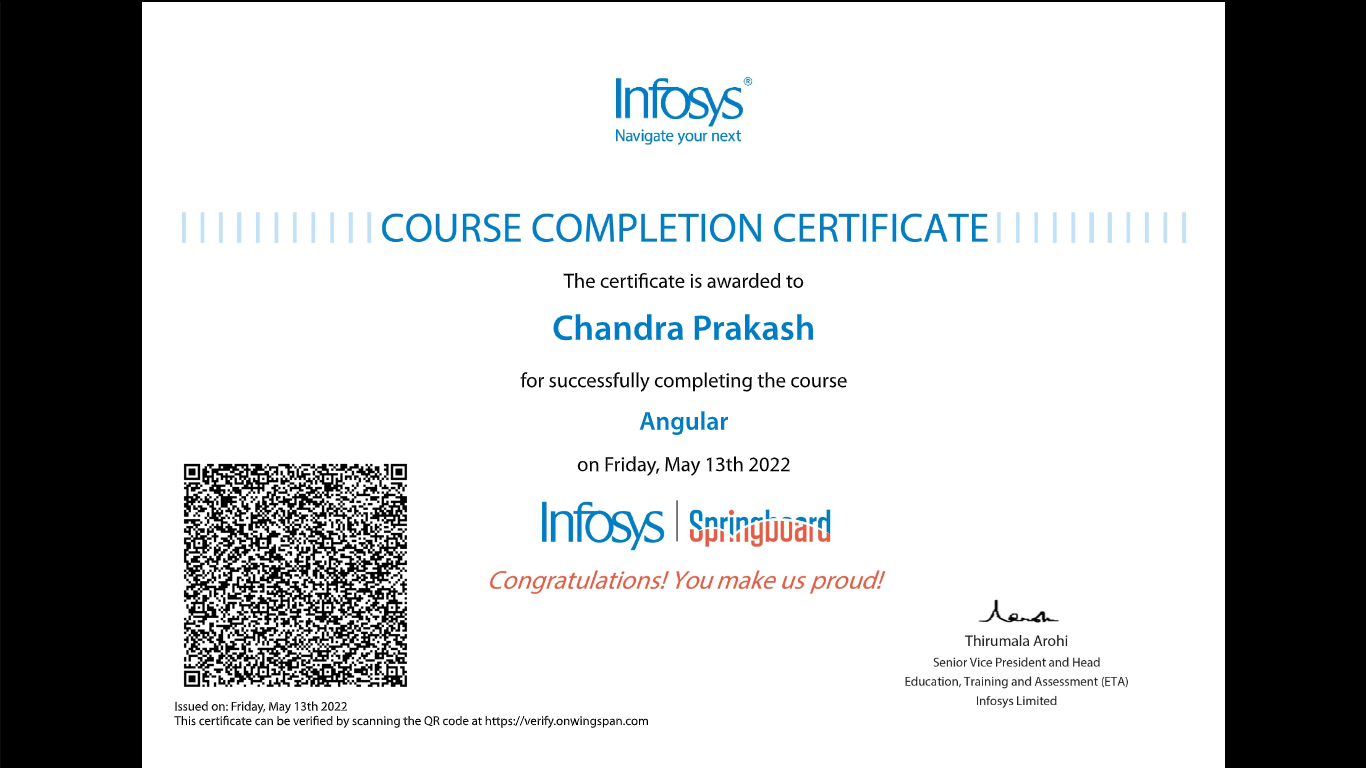 Infosys®
Navigate your next
COURSE COMPLETION CERTIFICATE
The certificate is awarded to
Chandra Prakash
for successfully completing the course
Angular
on Friday, May 13th 2022
Infosys | Springboard
Congratulations! You make us proud!
Thirumala Arohi
Senior Vice President and Head
Education, Training and Assessment (ETA)
Infosys Limited
Issued on: Friday, May 13th 2022
This certificate can be verified by scanning the QR code at https://verify.onwingspan.com